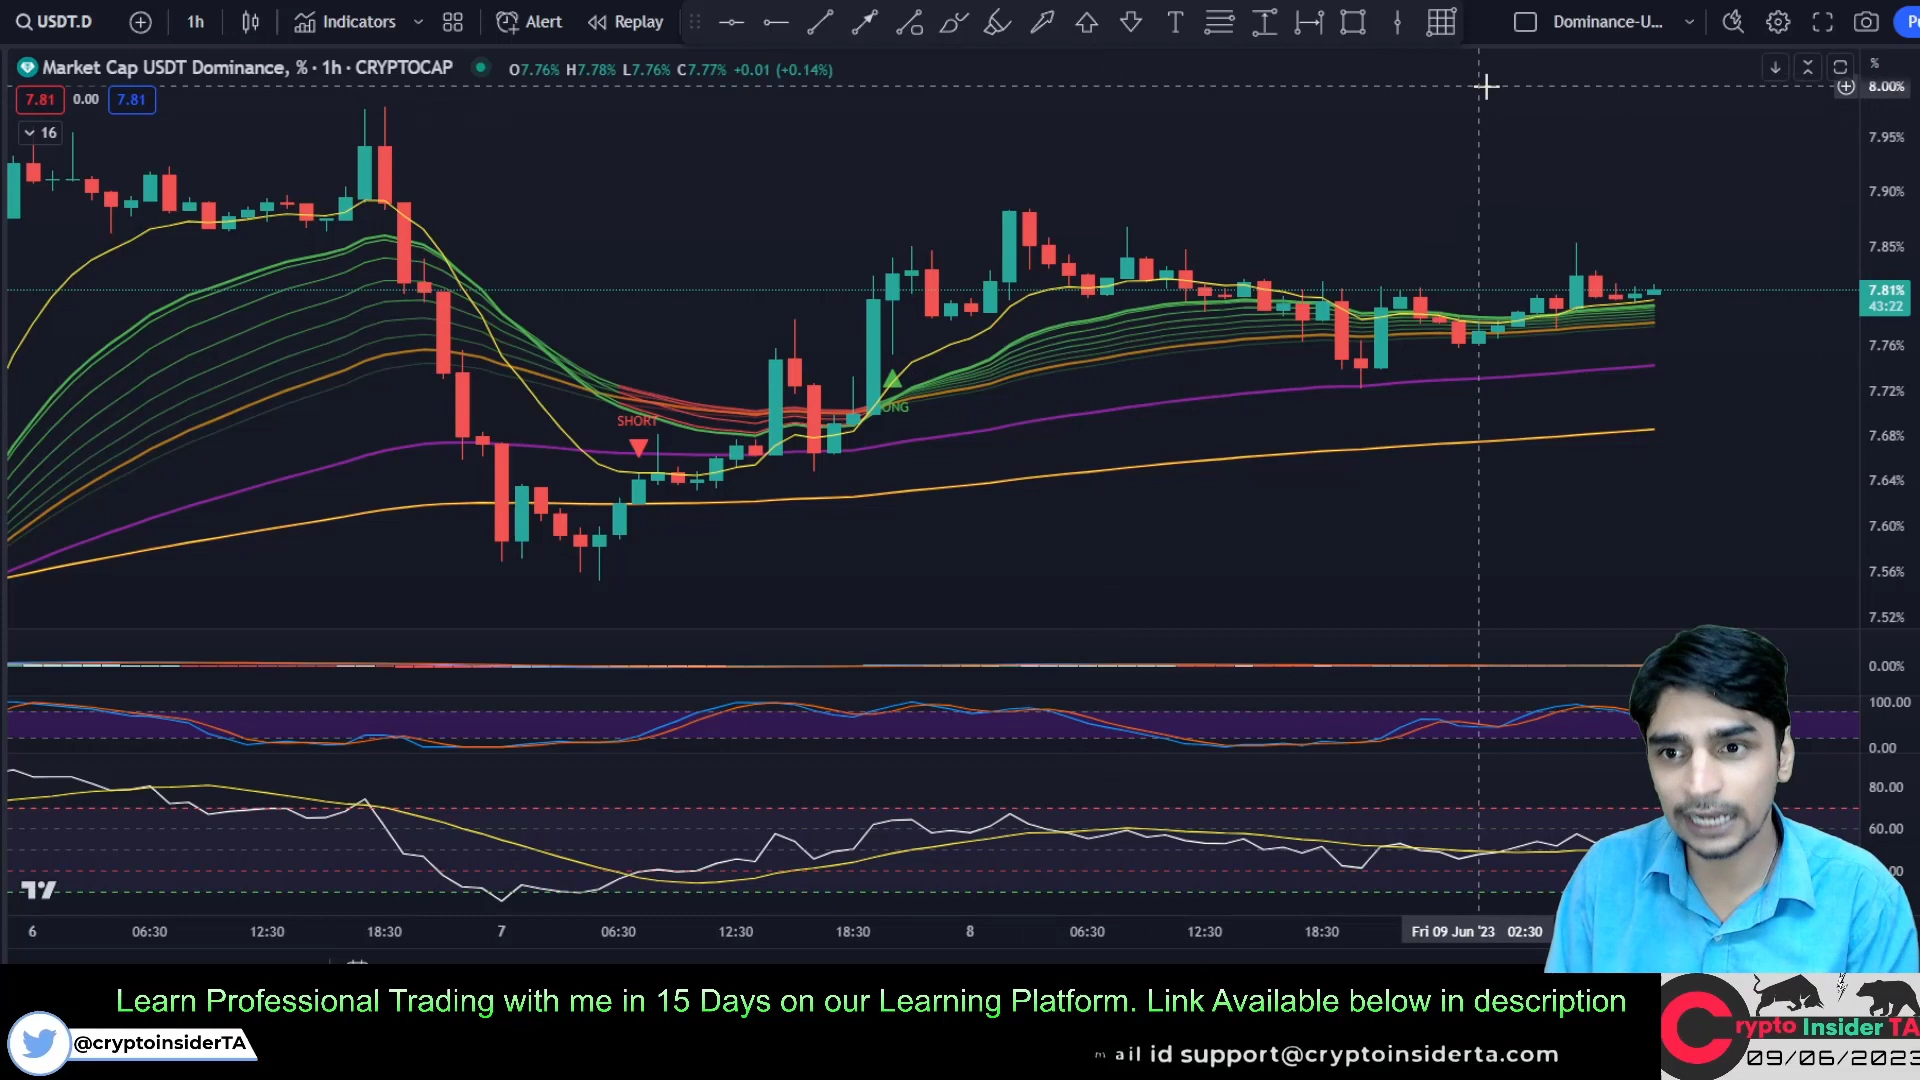 USDT.D
1h
Indicators
Alert
Replay
Dominance-U...
Pu
Market Cap USDT Dominance, % · 1h · CRYPTOCAP
O7.76% H7.78% L7.76% C7.77% +0.01 (+0.14%)
7.81 0.00 7.81
16
%
8.00%
7.95%
7.90%
7.85%
7.81%
43:22
7.76%
7.72%
7.68%
7.64%
7.60%
7.56%
7.52%
SHORT
ONG
0.00%
100.00
0.00
80.00
60.00
00
6 06:30 12:30 18:30 7 06:30 12:30 18:30 8 06:30 12:30 18:30 Fri 09 Jun '23 02:30
Learn Professional Trading with me in 15 Days on our Learning Platform. Link Available below in description
@cryptoinsiderTA
ail id support@cryptoinsiderta.com
Crypto Insider TA
09/06/2023